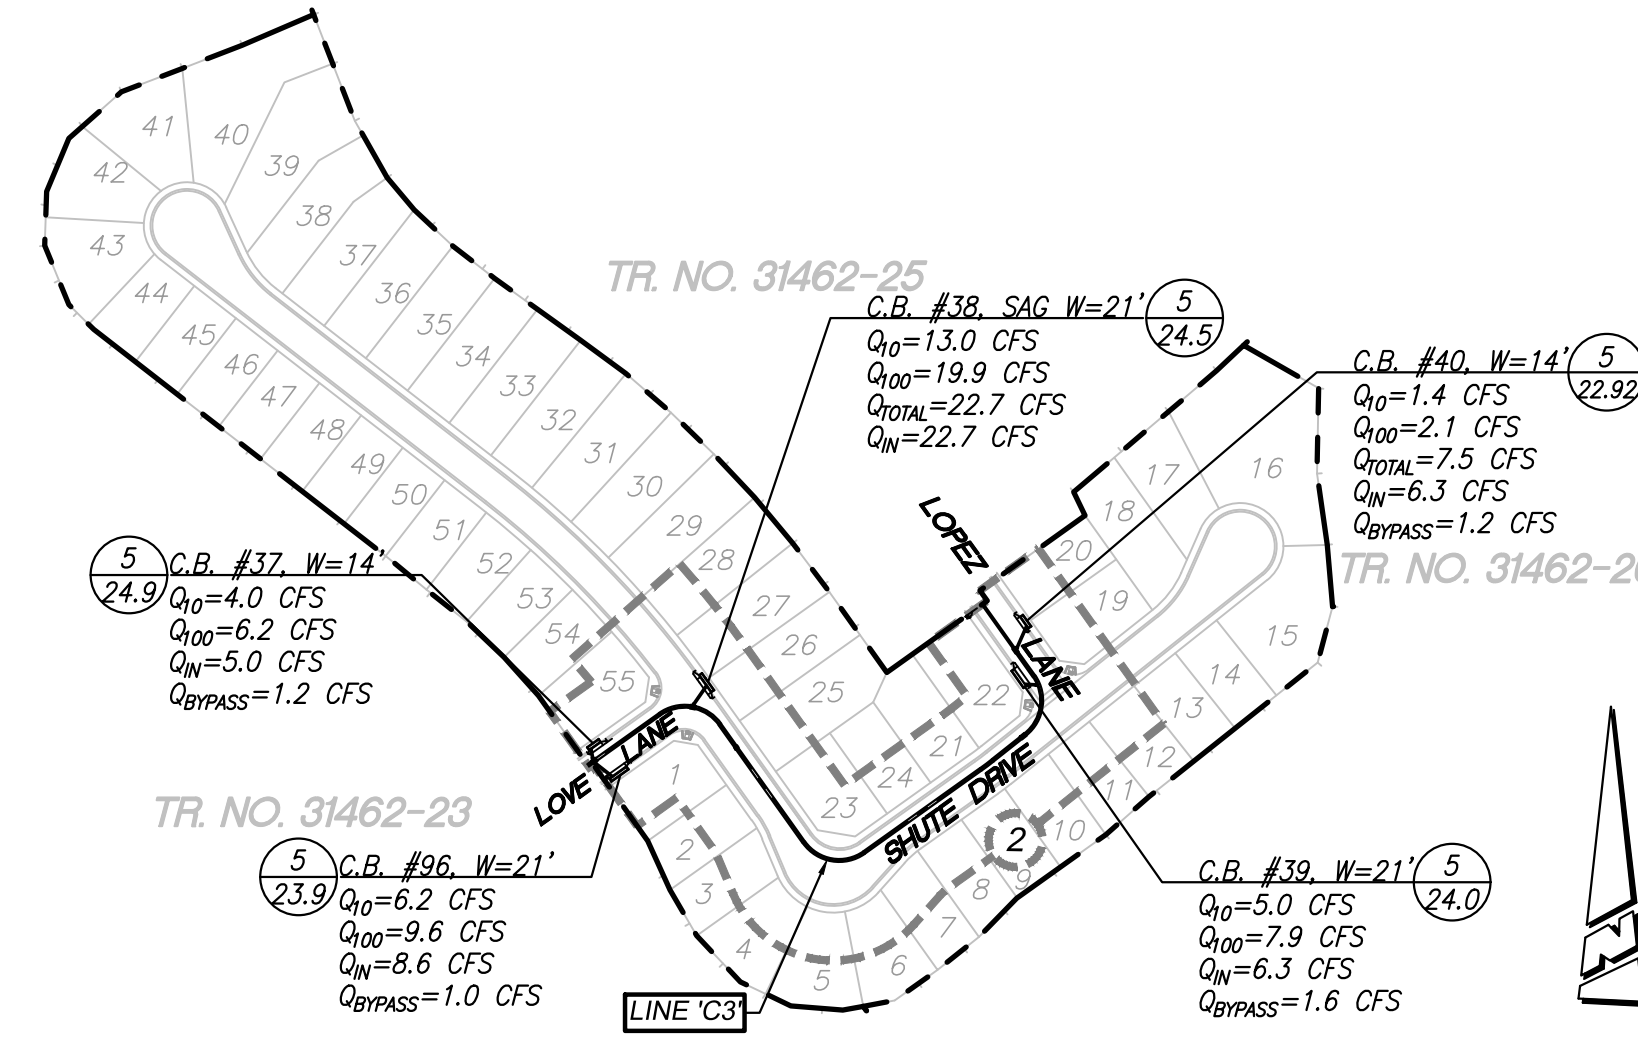 41
40
42
39
38
43
37
44
36
TR. NO. 31462-25
35
45
C.B. #38, SAG W=21'
5
24.5
Q10=13.0 CFS
Q100=19.9 CFS
QTOTAL=22.7 CFS
QIN=22.7 CFS
34
46
33
47
32
48
31
49
30
50
29
51
28
52
27
53
26
54
25
55
C.B. #40, W=14'
5
22.92
Q10=1.4 CFS
Q100=2.1 CFS
QTOTAL=7.5 CFS
QIN=6.3 CFS
QBYPASS=1.2 CFS
17
16
18
LOPEZ
LANE
20
19
15
14
22
13
21
12
24
11
23
10
SHUTE DRIVE
2
9
8
7
6
5
4
3
2
1
C.B. #37, W=14'
5
24.9
Q10=4.0 CFS
Q100=6.2 CFS
QIN=5.0 CFS
QBYPASS=1.2 CFS
LOVE LANE
TR. NO. 31462-23
C.B. #96, W=21'
5
23.9
Q10=6.2 CFS
Q100=9.6 CFS
QIN=8.6 CFS
QBYPASS=1.0 CFS
LINE 'C3'
C.B. #39, W=21'
5
24.0
Q10=5.0 CFS
Q100=7.9 CFS
QIN=6.3 CFS
QBYPASS=1.6 CFS
TR. NO.